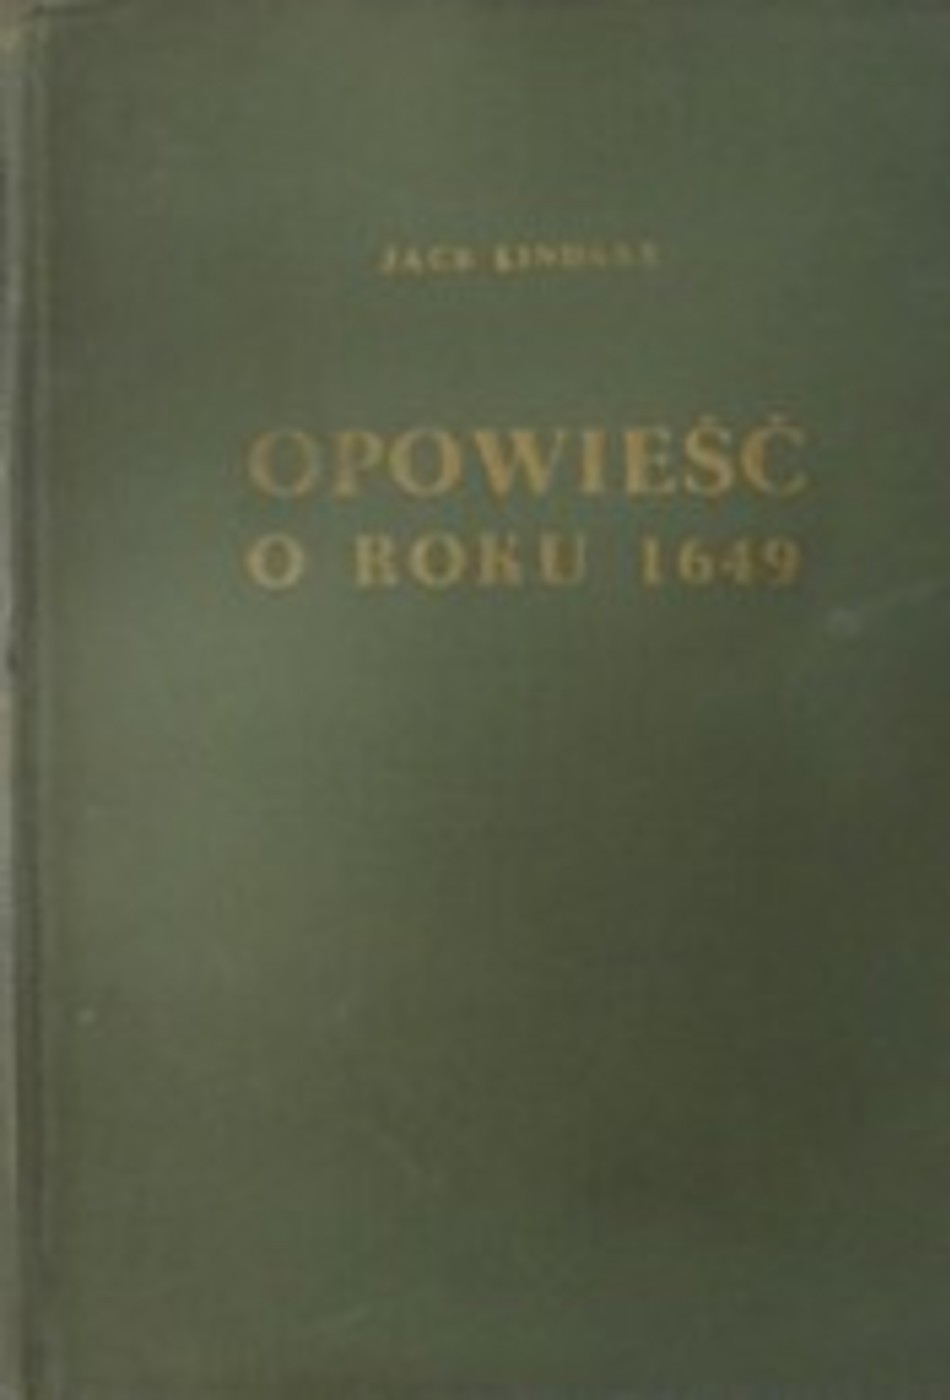 JACK LINDSAY
OPOWIEŚĆ
O ROKU 1649